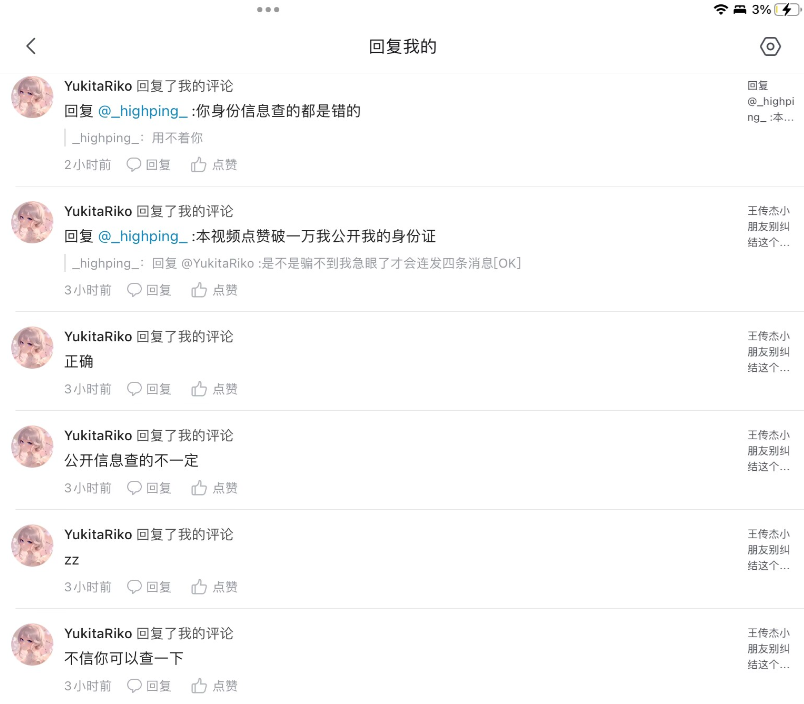 3%
回复我的
YukitaRiko 回复了我的评论
回复 @_highping_ :你身份信息查的都是错的
_highping_：用不着你
2小时前 回复 点赞
回复
@_highpi
ng_ :本...
YukitaRiko 回复了我的评论
回复 @_highping_ :本视频点赞破一万我公开我的身份证
_highping_：回复 @YukitaRiko :是不是骗不到我急眼了才会连发四条消息[OK]
3小时前 回复 点赞
王传杰小
朋友别纠
结这个...
YukitaRiko 回复了我的评论
正确
3小时前 回复 点赞
王传杰小
朋友别纠
结这个...
YukitaRiko 回复了我的评论
公开信息查的不一定
3小时前 回复 点赞
王传杰小
朋友别纠
结这个...
YukitaRiko 回复了我的评论
zz
3小时前 回复 点赞
王传杰小
朋友别纠
结这个...
YukitaRiko 回复了我的评论
不信你可以查一下
3小时前 回复 点赞
王传杰小
朋友别纠
结这个...